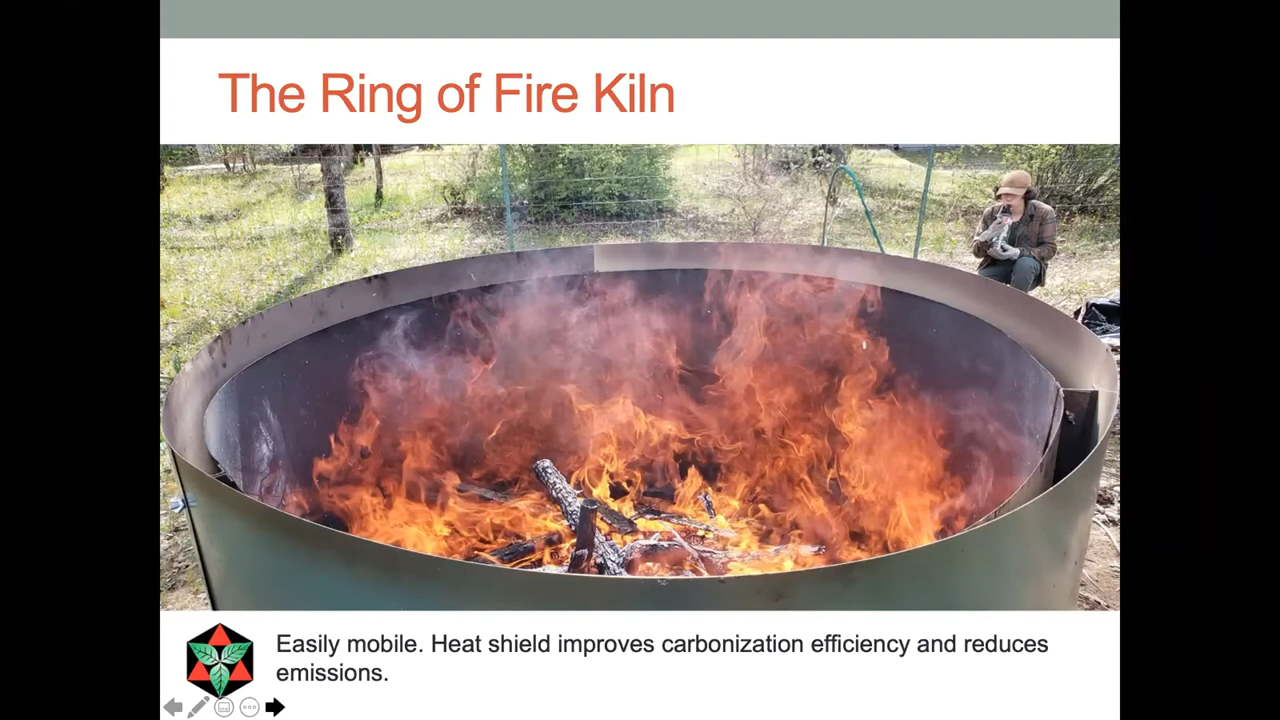 The Ring of Fire Kiln
Easily mobile. Heat shield improves carbonization efficiency and reduces
emissions.